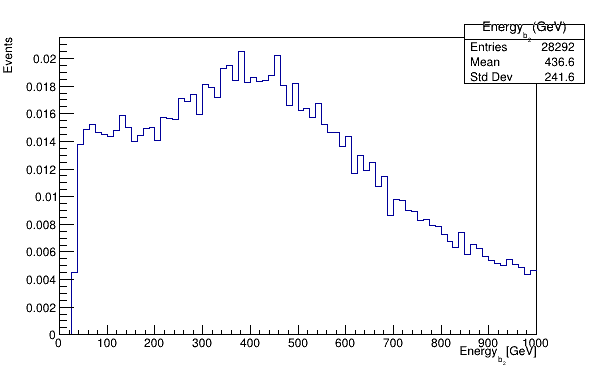 Energy_b_2 (GeV)
Entries 28292
Mean 436.6
Std Dev 241.6
Events
0.02
0.018
0.016
0.014
0.012
0.01
0.008
0.006
0.004
0.002
0
0 100 200 300 400 500 600 700 800 900 1000
Energy_b_2 [GeV]